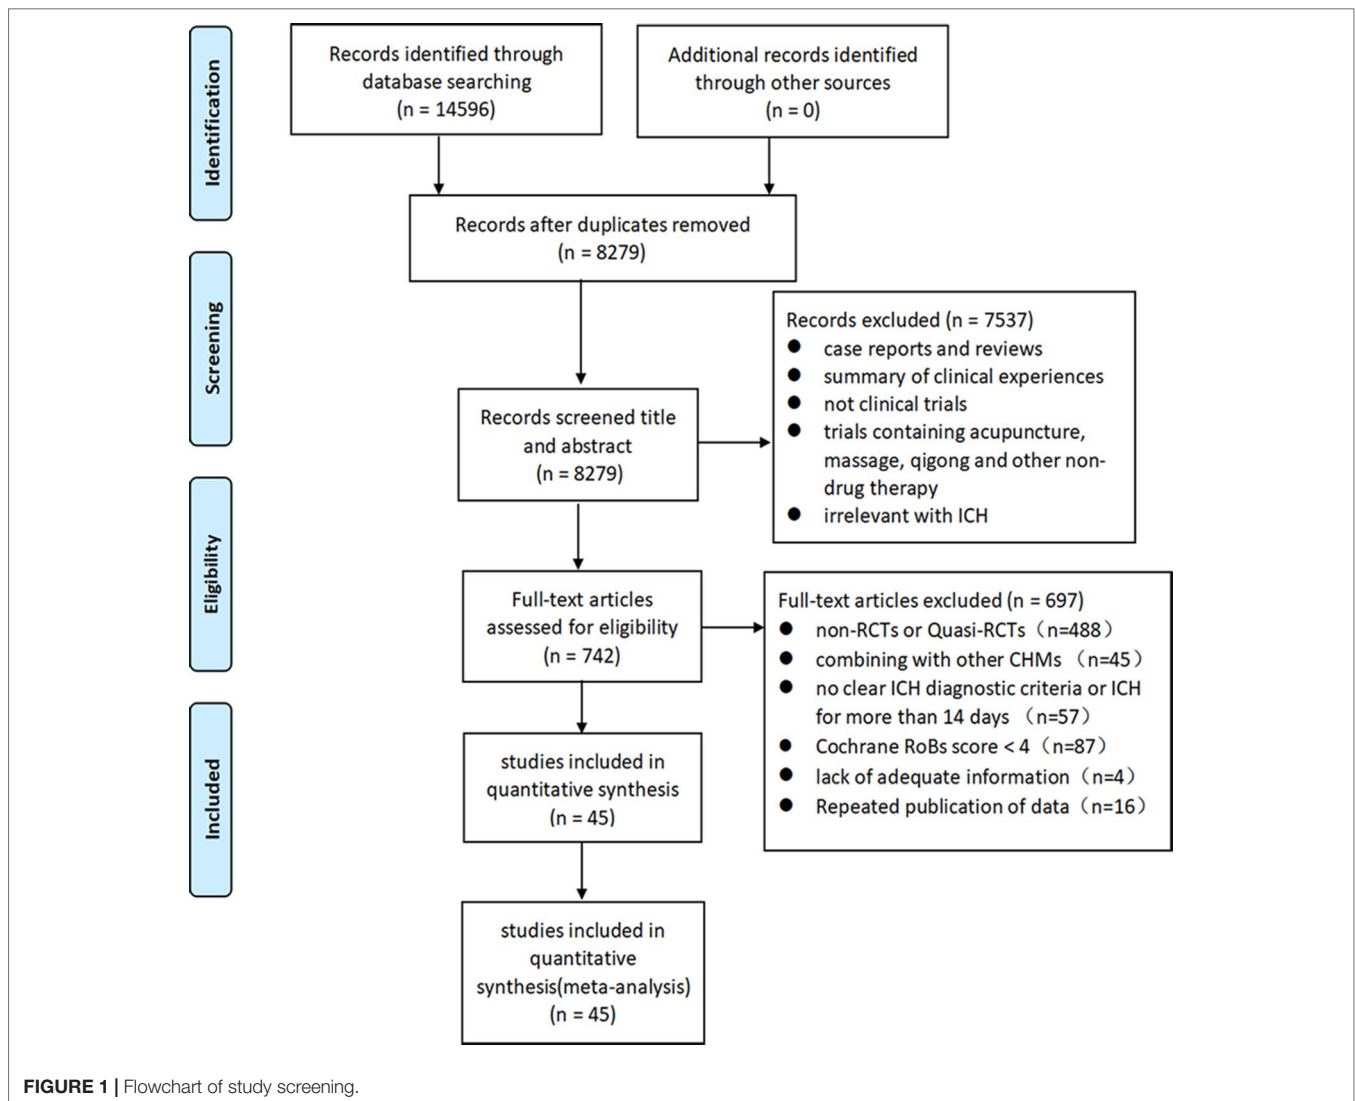 Identification
Records identified through
database searching
(n = 14596)
Additional records identified
through other sources
(n = 0)
Records after duplicates removed
(n = 8279)
Screening
Records screened title
and abstract
(n = 8279)
Records excluded (n = 7537)
● case reports and reviews
● summary of clinical experiences
● not clinical trials
● trials containing acupuncture,
massage, qigong and other non-
drug therapy
● irrelevant with ICH
Eligibility
Full-text articles
assessed for eligibility
(n = 742)
Full-text articles excluded (n = 697)
● non-RCTs or Quasi-RCTs（n=488）
● combining with other CHMs （n=45）
● no clear ICH diagnostic criteria or ICH
for more than 14 days （n=57）
● Cochrane RoBs score < 4（n=87）
● lack of adequate information（n=4）
● Repeated publication of data（n=16）
Included
studies included in
quantitative synthesis
(n = 45)
studies included in
quantitative
synthesis(meta-analysis)
(n = 45)
FIGURE 1 | Flowchart of study screening.